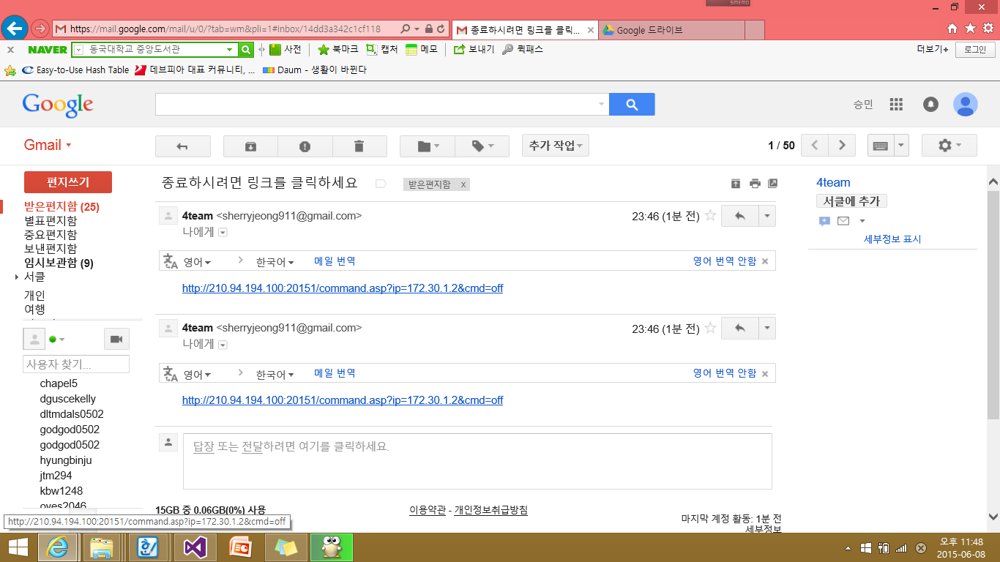 SMEMO
https://mail.google.com/mail/u/0/?tab=wm&pli=1#inbox/14dd3a342c1cf118
종료하시려면 링크를 클릭...
Google 드라이브
x NAVER 동국대학교 중앙도서관 사전 북마크 캡처 메모 보내기 퀵패스 더보기+ 로그인
Easy-to-Use Hash Table 데브피아 대표 커뮤니티, ... Daum - 생활이 바뀐다
Google 승민
Gmail 추가 작업 1 / 50
편지쓰기
받은편지함 (25)
별표편지함
중요편지함
보낸편지함
임시보관함 (9)
서클
개인
여행
사용자 찾기...
chapel5
dguscekelly
dltmdals0502
godgod0502
godgod0502
hyungbinju
jtm294
kbw1248
oves2046
종료하시려면 링크를 클릭하세요 받은편지함 x
4team <sherryjeong911@gmail.com> 23:46 (1분 전)
나에게
영어 > 한국어 메일 번역 영어 번역 안함 x
http://210.94.194.100:20151/command.asp?ip=172.30.1.2&cmd=off
4team <sherryjeong911@gmail.com> 23:46 (1분 전)
나에게
영어 > 한국어 메일 번역 영어 번역 안함 x
http://210.94.194.100:20151/command.asp?ip=172.30.1.2&cmd=off
답장 또는 전달하려면 여기를 클릭하세요.
15GB 중 0.06GB(0%) 사용
이용약관 - 개인정보취급방침
마지막 계정 활동: 1분 전
세부정보
4team
서클에 추가
세부정보 표시
http://210.94.194.100:20151/command.asp?ip=172.30.1.2&cmd=off
오후 11:48
2015-06-08